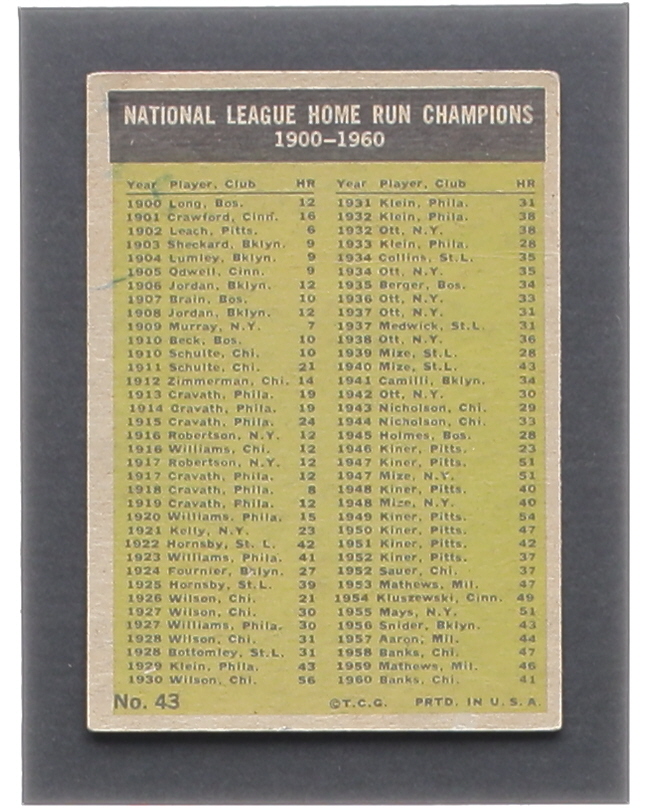 NATIONAL LEAGUE HOME RUN CHAMPIONS
1900–1960
Year Player, Club HR
1900 Long, Bos. 12
1901 Crawford, Cinn. 16
1902 Leach, Pitts. 6
1903 Sheckard, Bklyn. 9
1904 Lumley, Bklyn. 9
1905 Odwell, Cinn. 9
1906 Jordan, Bklyn. 12
1907 Brain, Bos. 10
1908 Jordan, Bklyn. 12
1909 Murray, N.Y. 7
1910 Beck, Bos. 10
1910 Schulte, Chi. 10
1911 Schulte, Chi. 21
1912 Zimmerman, Chi. 14
1913 Cravath, Phila. 19
1914 Cravath, Phila. 19
1915 Cravath, Phila. 24
1916 Robertson, N.Y. 12
1916 Williams, Chi. 12
1917 Robertson, N.Y. 12
1917 Cravath, Phila. 12
1918 Cravath, Phila. 8
1919 Cravath, Phila. 12
1920 Williams, Phila. 15
1921 Kelly, N.Y. 23
1922 Hornsby, St. L. 42
1923 Williams, Phila. 41
1924 Fournier, Bklyn. 27
1925 Hornsby, St.L. 39
1926 Wilson, Chi. 21
1927 Wilson, Chi. 30
1927 Williams, Phila. 30
1928 Wilson, Chi. 31
1928 Bottomley, St.L. 31
1929 Klein, Phila. 43
1930 Wilson, Chi. 56
Year Player, Club HR
1931 Klein, Phila. 31
1932 Klein, Phila. 38
1932 Ott, N.Y. 38
1933 Klein, Phila. 28
1934 Collins, St.L. 35
1934 Ott, N.Y. 35
1935 Berger, Bos. 34
1936 Ott, N.Y. 33
1937 Ott, N.Y. 31
1937 Medwick, St.L. 31
1938 Ott, N.Y. 36
1939 Mize, St.L. 28
1940 Mize, St.L. 43
1941 Camilli, Bklyn. 34
1942 Ott, N.Y. 30
1943 Nicholson, Chi. 29
1944 Nicholson, Chi. 33
1945 Holmes, Bos. 28
1946 Kiner, Pitts. 23
1947 Kiner, Pitts. 51
1947 Mize, N.Y. 51
1948 Kiner, Pitts. 40
1948 Mize, N.Y. 40
1949 Kiner, Pitts. 54
1950 Kiner, Pitts. 47
1951 Kiner, Pitts. 42
1952 Kiner, Pitts. 37
1952 Sauer, Chi. 37
1953 Mathews, Mil. 47
1954 Kluszewski, Cinn. 49
1955 Mays, N.Y. 51
1956 Snider, Bklyn. 43
1957 Aaron, Mil. 44
1958 Banks, Chi. 47
1959 Mathews, Mil. 46
1960 Banks, Chi. 41
No. 43 ©T.C.G. PRTD. IN U.S.A.